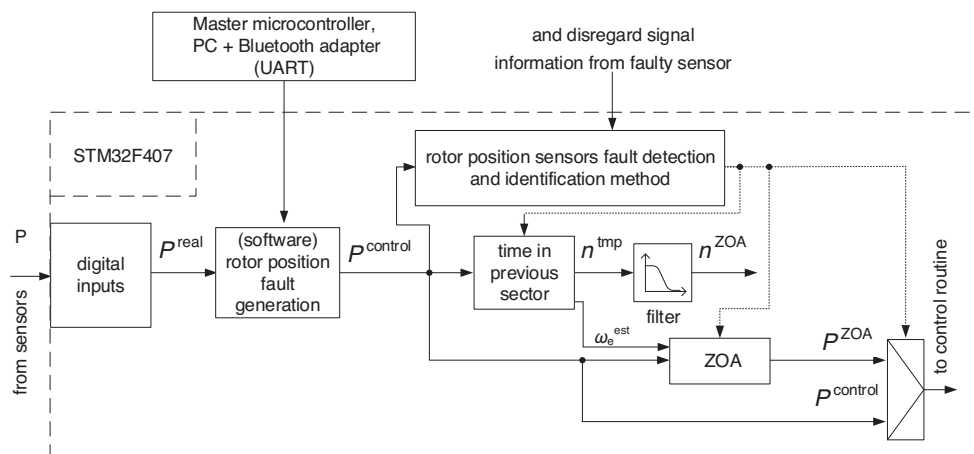 Master microcontroller,
PC + Bluetooth adapter
(UART)
and disregard signal
information from faulty sensor
STM32F407
rotor position sensors fault detection
and identification method
P
from sensors
digital
inputs
P^real
(software)
rotor position
fault
generation
P^control
time in
previous
sector
n^tmp
filter
n^ZOA
ω_e^est
ZOA
P^ZOA
P^control
to control routine